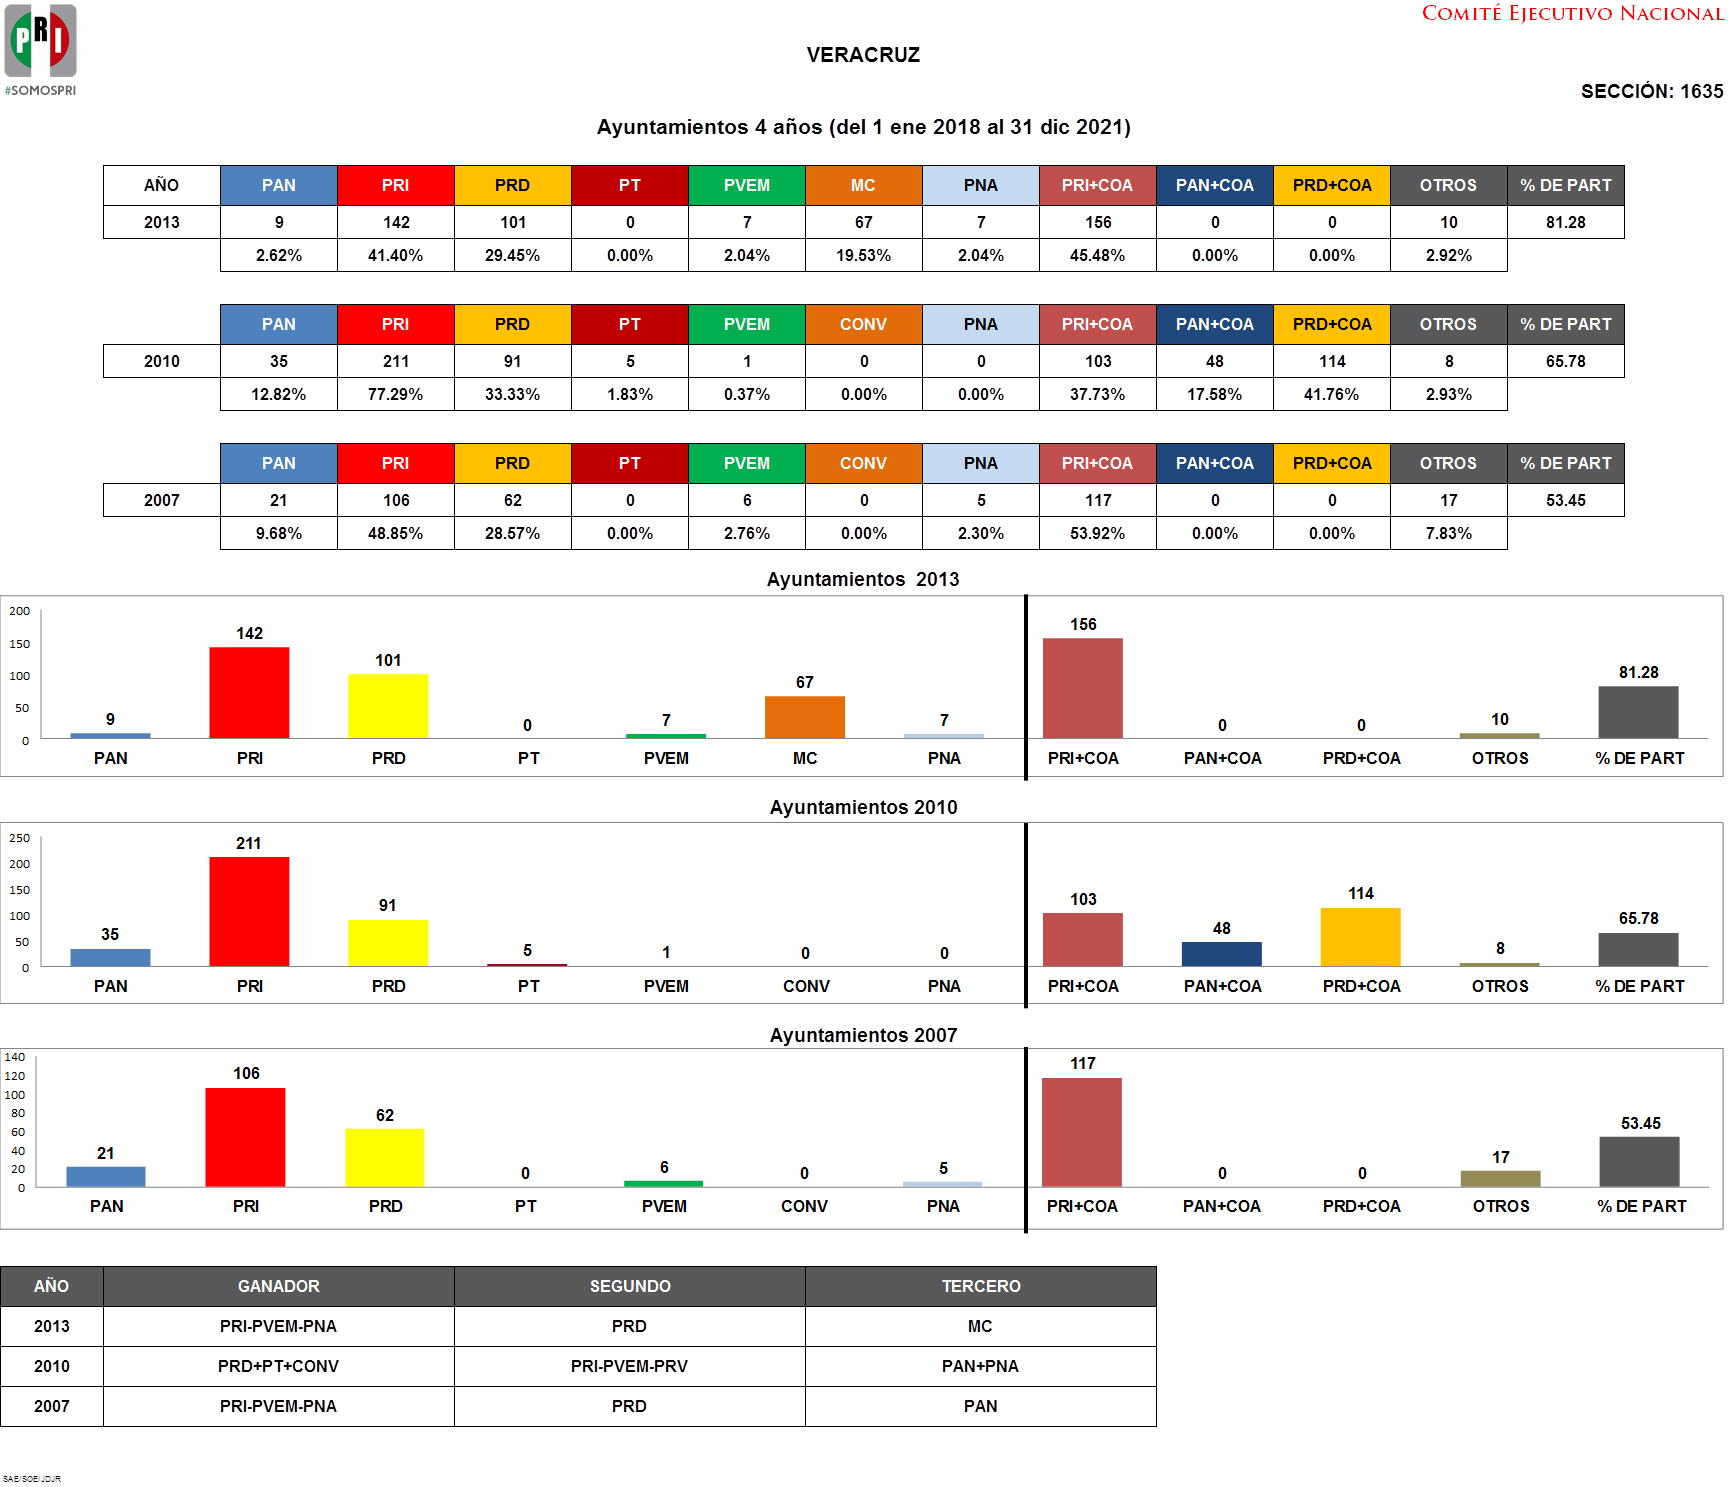 PRI
#SOMOSPRI
COMITÉ EJECUTIVO NACIONAL
VERACRUZ
SECCIÓN: 1635
Ayuntamientos 4 años (del 1 ene 2018 al 31 dic 2021)
AÑO PAN PRI PRD PT PVEM MC PNA PRI+COA PAN+COA PRD+COA OTROS % DE PART
2013 9 142 101 0 7 67 7 156 0 0 10 81.28
2.62% 41.40% 29.45% 0.00% 2.04% 19.53% 2.04% 45.48% 0.00% 0.00% 2.92%
PAN PRI PRD PT PVEM CONV PNA PRI+COA PAN+COA PRD+COA OTROS % DE PART
2010 35 211 91 5 1 0 0 103 48 114 8 65.78
12.82% 77.29% 33.33% 1.83% 0.37% 0.00% 0.00% 37.73% 17.58% 41.76% 2.93%
PAN PRI PRD PT PVEM CONV PNA PRI+COA PAN+COA PRD+COA OTROS % DE PART
2007 21 106 62 0 6 0 5 117 0 0 17 53.45
9.68% 48.85% 28.57% 0.00% 2.76% 0.00% 2.30% 53.92% 0.00% 0.00% 7.83%
Ayuntamientos 2013
200
150
100
50
0
9 142 101 0 7 67 7 156 0 0 10 81.28
PAN PRI PRD PT PVEM MC PNA PRI+COA PAN+COA PRD+COA OTROS % DE PART
Ayuntamientos 2010
250
200
150
100
50
0
35 211 91 5 1 0 0 103 48 114 8 65.78
PAN PRI PRD PT PVEM CONV PNA PRI+COA PAN+COA PRD+COA OTROS % DE PART
Ayuntamientos 2007
140
120
100
80
60
40
20
0
21 106 62 0 6 0 5 117 0 0 17 53.45
PAN PRI PRD PT PVEM CONV PNA PRI+COA PAN+COA PRD+COA OTROS % DE PART
AÑO GANADOR SEGUNDO TERCERO
2013 PRI-PVEM-PNA PRD MC
2010 PRD+PT+CONV PRI-PVEM-PRV PAN+PNA
2007 PRI-PVEM-PNA PRD PAN
SAE/SOE/JDJR